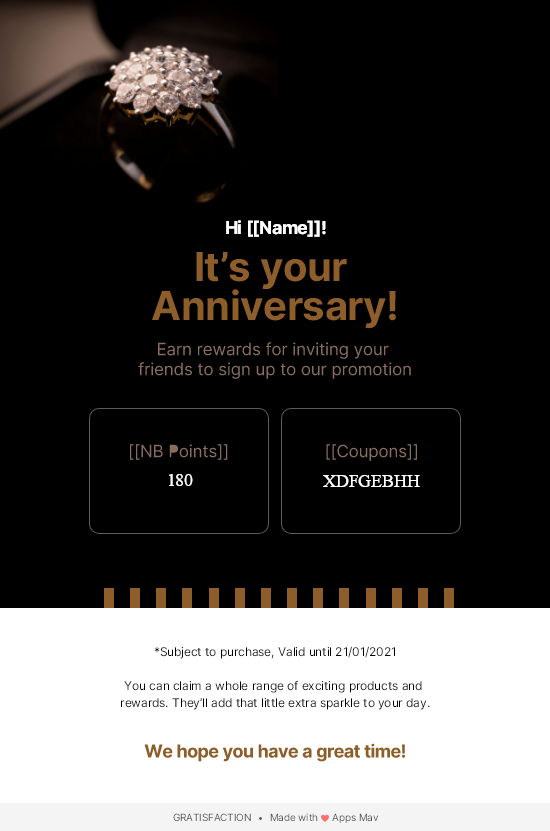 Hi [[Name]]!
It’s your
Anniversary!
Earn rewards for inviting your
friends to sign up to our promotion
[[NB Points]]
180
[[Coupons]]
XDFGEBHH
*Subject to purchase, Valid until 21/01/2021
You can claim a whole range of exciting products and
rewards. They’ll add that little extra sparkle to your day.
We hope you have a great time!
GRATISFACTION • Made with ❤ Apps Mav